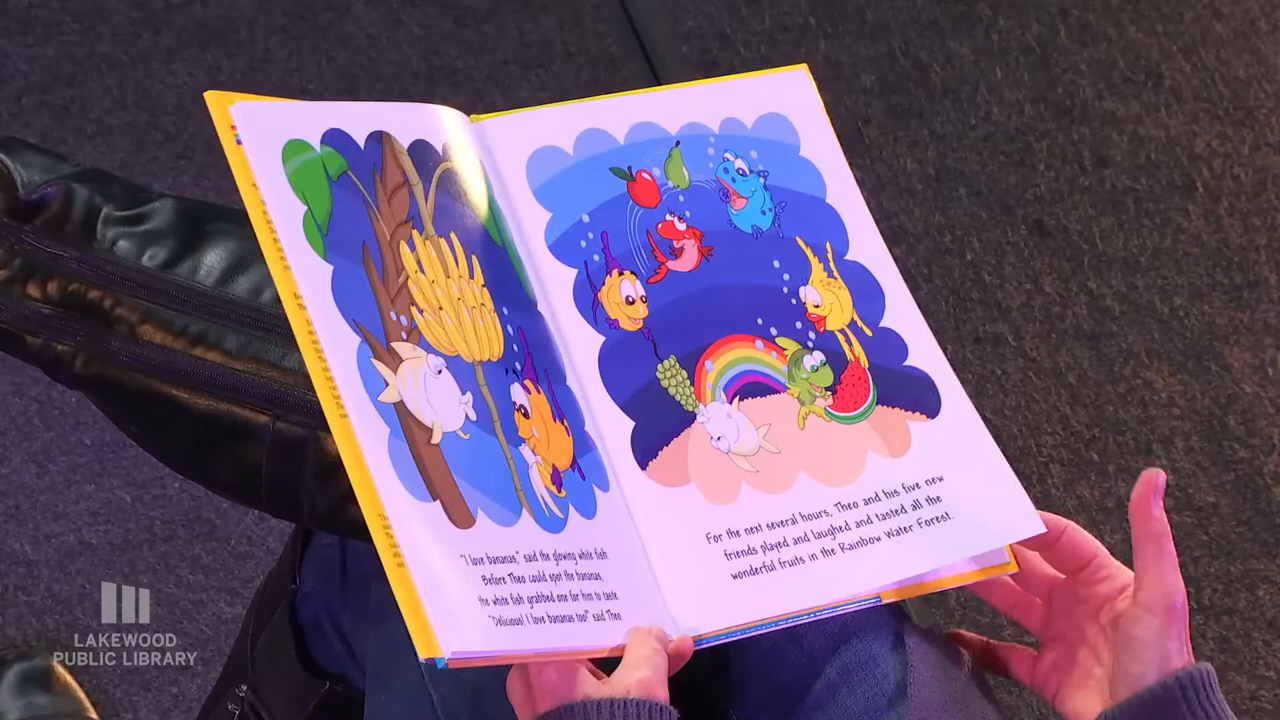 "I love bananas," said the glowing white fish.
Before Theo could spot the bananas,
the white fish grabbed one for him to taste.
"Delicious! I love bananas too!" said Theo
For the next several hours, Theo and his five new
friends played and laughed and tasted all the
wonderful fruits in the Rainbow Water Forest.
LAKEWOOD
PUBLIC LIBRARY